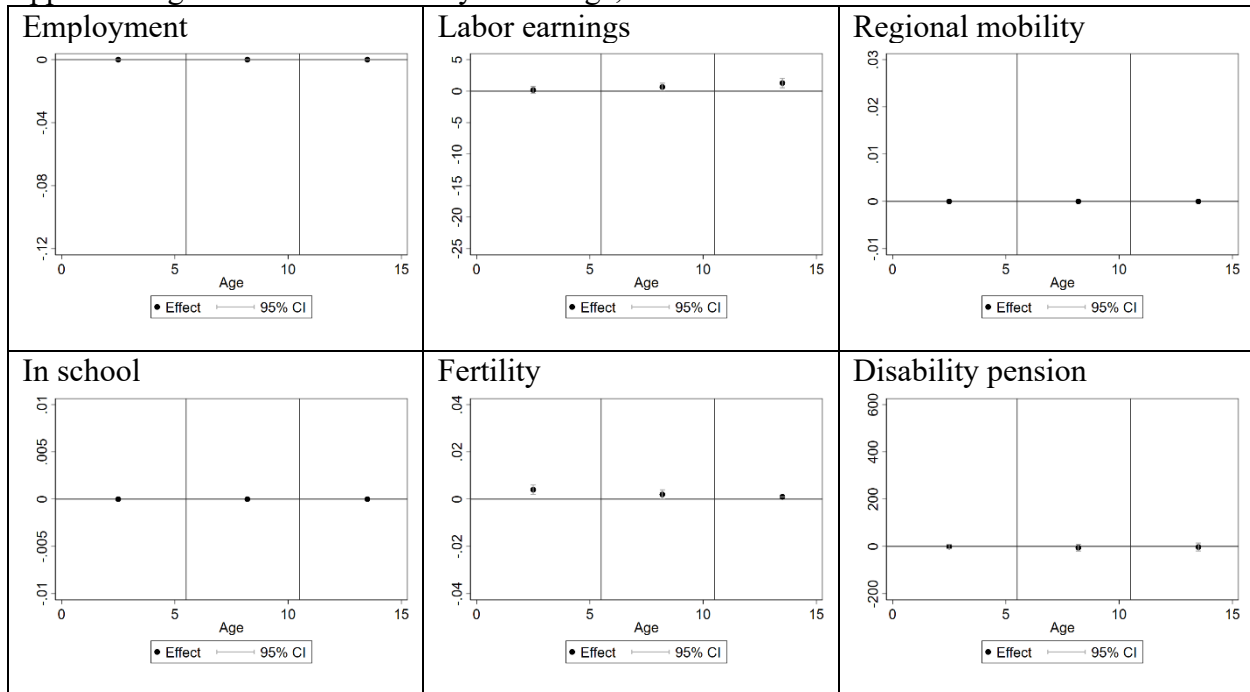 Employment
0
-.04
-.08
-.12
0 5 10 15
Age
Effect 95% CI
Labor earnings
5
0
-5
-10
-15
-20
-25
0 5 10 15
Age
Effect 95% CI
Regional mobility
.03
.02
.01
0
-.01
0 5 10 15
Age
Effect 95% CI
In school
.01
.005
0
-.005
-.01
0 5 10 15
Age
Effect 95% CI
Fertility
.04
.02
0
-.02
-.04
0 5 10 15
Age
Effect 95% CI
Disability pension
600
400
200
0
-200
0 5 10 15
Age
Effect 95% CI